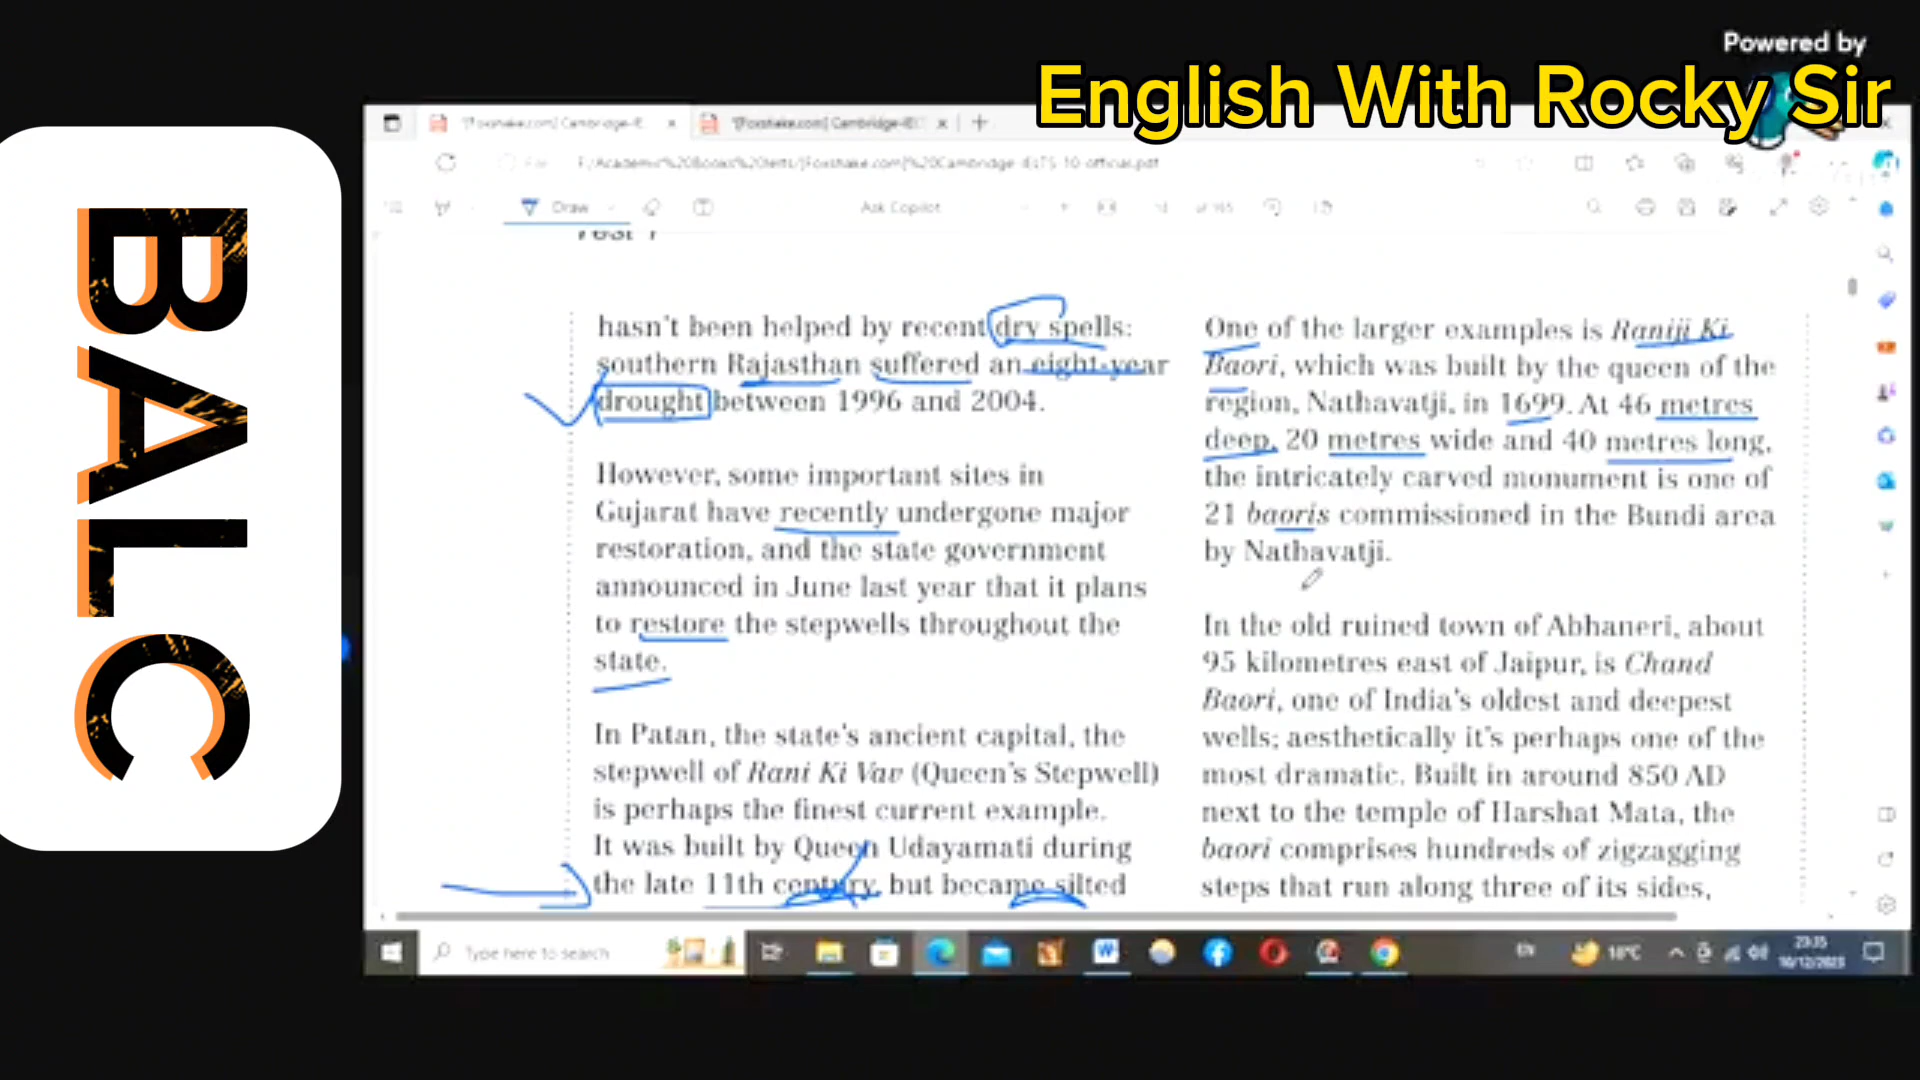 Powered by
English With Rocky Sir
BALC
Draw
Ask Copilot
hasn't been helped by recent dry spells:
southern Rajasthan suffered an eight-year
drought between 1996 and 2004.
However, some important sites in
Gujarat have recently undergone major
restoration, and the state government
announced in June last year that it plans
to restore the stepwells throughout the
state.
In Patan, the state's ancient capital, the
stepwell of Rani Ki Vav (Queen's Stepwell)
is perhaps the finest current example.
It was built by Queen Udayamati during
the late 11th century, but became silted
One of the larger examples is Raniji Ki
Baori, which was built by the queen of the
region, Nathavatji, in 1699. At 46 metres
deep, 20 metres wide and 40 metres long,
the intricately carved monument is one of
21 baoris commissioned in the Bundi area
by Nathavatji.
In the old ruined town of Abhaneri, about
95 kilometres east of Jaipur, is Chand
Baori, one of India's oldest and deepest
wells; aesthetically it's perhaps one of the
most dramatic. Built in around 850 AD
next to the temple of Harshat Mata, the
baori comprises hundreds of zigzagging
steps that run along three of its sides,
Type here to search
18°C
23:35